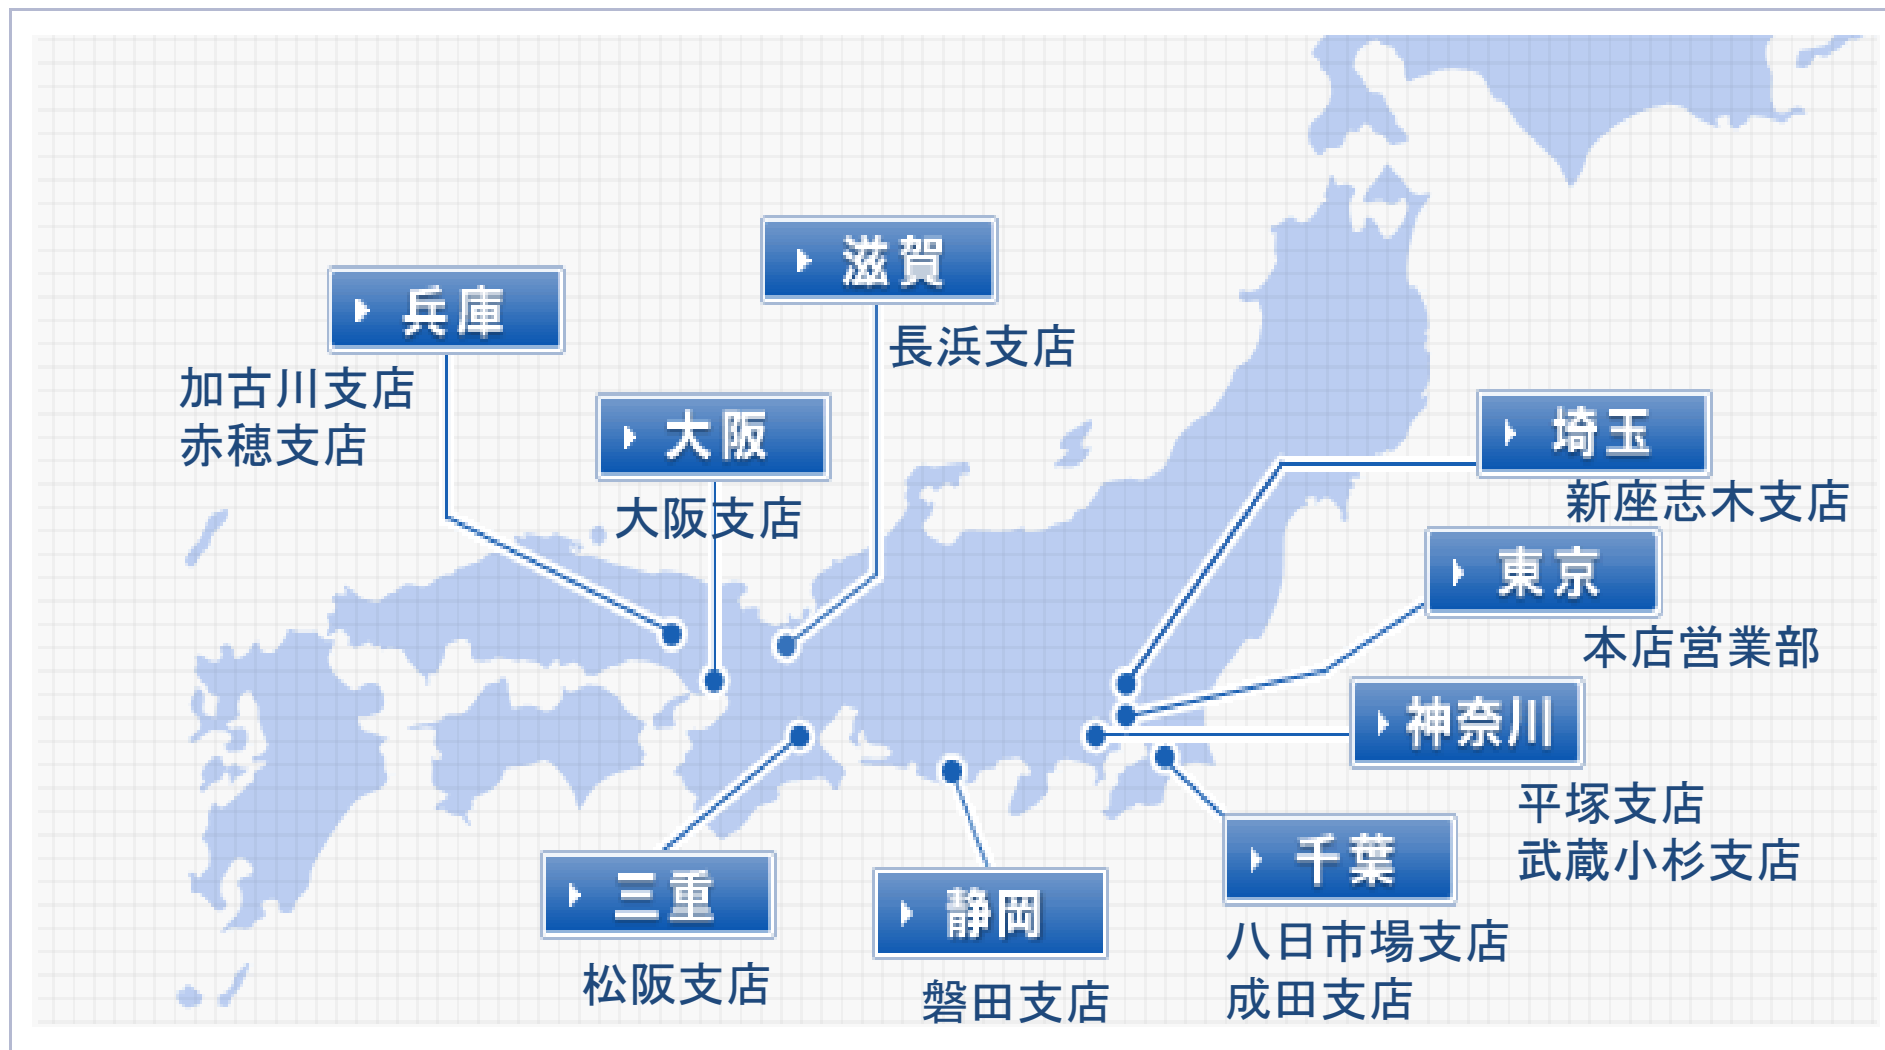 滋賀
長浜支店
兵庫
加古川支店
赤穂支店
大阪
大阪支店
埼玉
新座志木支店
東京
本店営業部
神奈川
平塚支店
武蔵小杉支店
千葉
八日市場支店
成田支店
三重
松阪支店
静岡
磐田支店